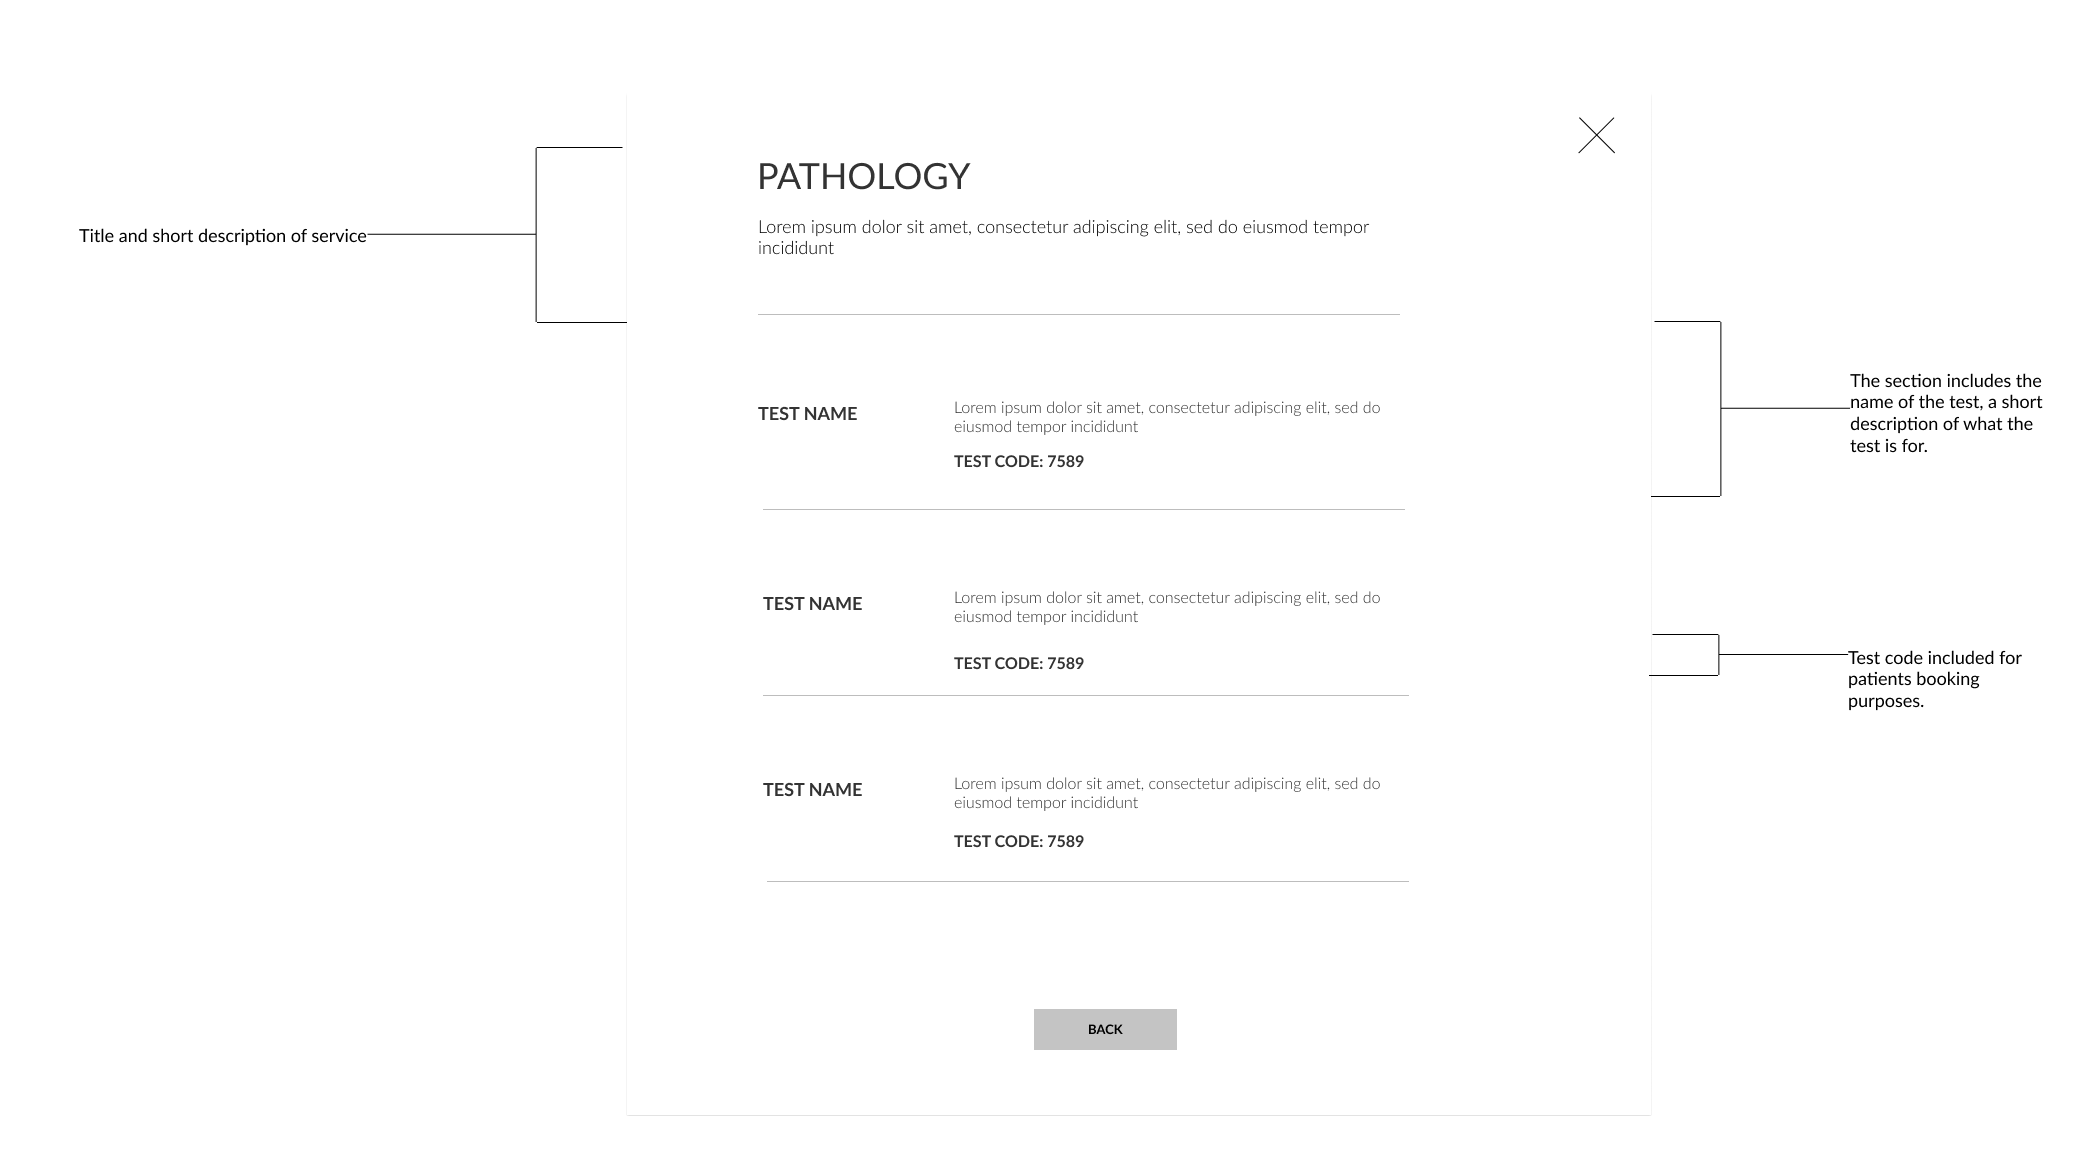 PATHOLOGY
Lorem ipsum dolor sit amet, consectetur adipiscing elit, sed do eiusmod tempor
incididunt
Title and short description of service
The section includes the
name of the test, a short
description of what the
test is for.
TEST NAME
Lorem ipsum dolor sit amet, consectetur adipiscing elit, sed do
eiusmod tempor incididunt
TEST CODE: 7589
TEST NAME
Lorem ipsum dolor sit amet, consectetur adipiscing elit, sed do
eiusmod tempor incididunt
TEST CODE: 7589
Test code included for
patients booking
purposes.
TEST NAME
Lorem ipsum dolor sit amet, consectetur adipiscing elit, sed do
eiusmod tempor incididunt
TEST CODE: 7589
BACK